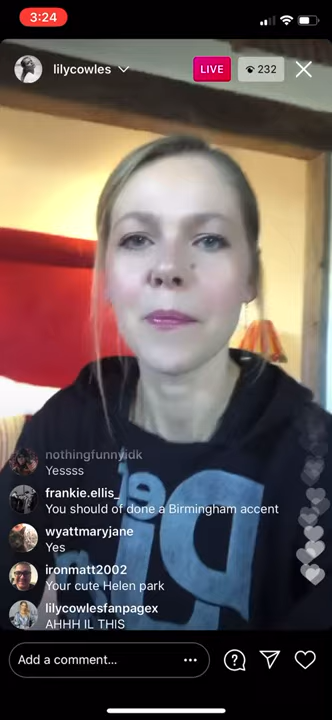 3:24
lilycowles
LIVE
232
nothingfunnyidk
Yessss
frankie.ellis_
You should of done a Birmingham accent
wyattmaryjane
Yes
ironmatt2002
Your cute Helen park
lilycowlesfanpagex
AHHH IL THIS
Add a comment...